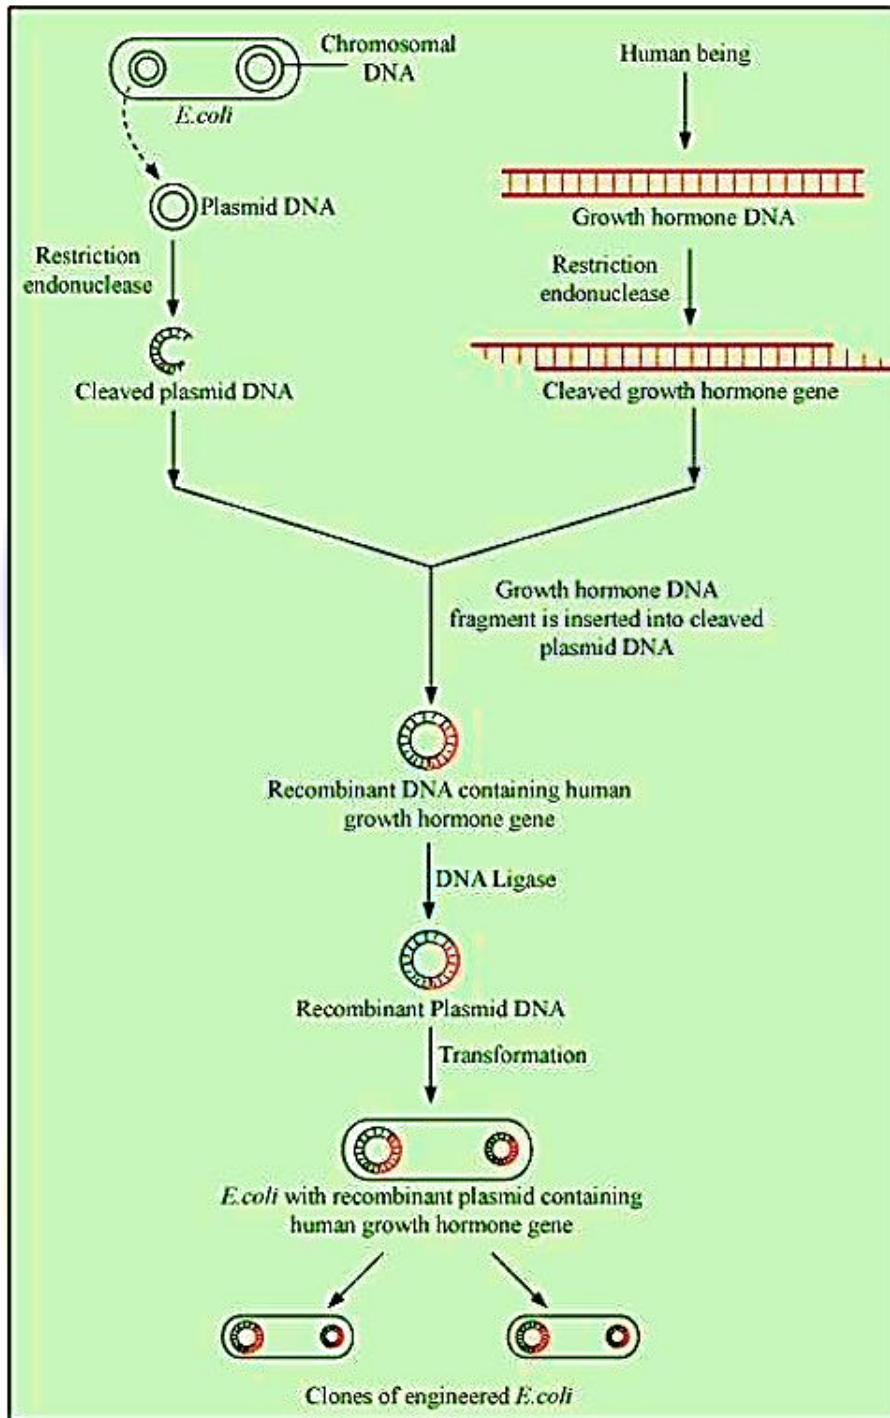 Chromosomal
DNA
E.coli
Human being
Plasmid DNA
Growth hormone DNA
Restriction
endonuclease
Restriction
endonuclease
Cleaved plasmid DNA
Cleaved growth hormone gene
Growth hormone DNA
fragment is inserted into cleaved
plasmid DNA
Recombinant DNA containing human
growth hormone gene
DNA Ligase
Recombinant Plasmid DNA
Transformation
E.coli with recombinant plasmid containing
human growth hormone gene
Clones of engineered E.coli